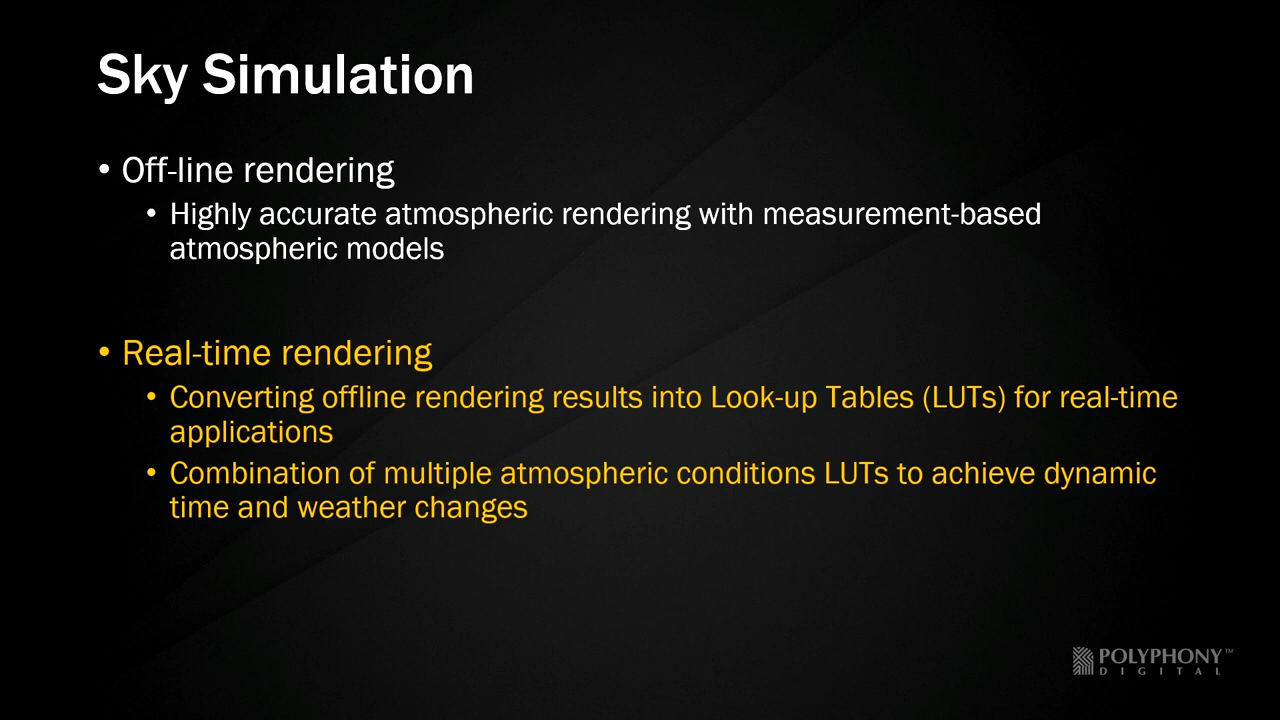 Sky Simulation
• Off-line rendering
• Highly accurate atmospheric rendering with measurement-based
atmospheric models
• Real-time rendering
• Converting offline rendering results into Look-up Tables (LUTs) for real-time
applications
• Combination of multiple atmospheric conditions LUTs to achieve dynamic
time and weather changes
POLYPHONY™
DIGITAL